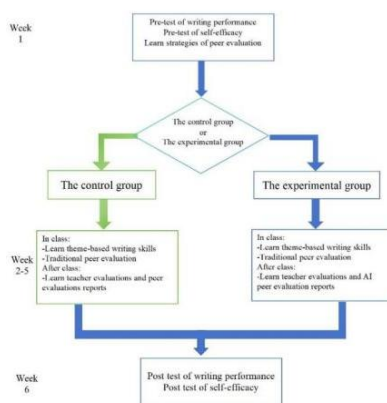 Week
1
Pre-test of writing performance
Pre-test of self-efficacy
Learn strategies of peer evaluation
The control group
or
The experimental group
The control group
The experimental group
Week
2-5
In class:
-Learn theme-based writing skills
-Traditional peer evaluation
After class:
-Learn teacher evaluations and peer
evaluations reports
In class:
-Learn theme-based writing skills
-Traditional peer evaluation
After class:
-Learn teacher evaluations and AI
peer evaluation reports
Week
6
Post test of writing performance
Post test of self-efficacy